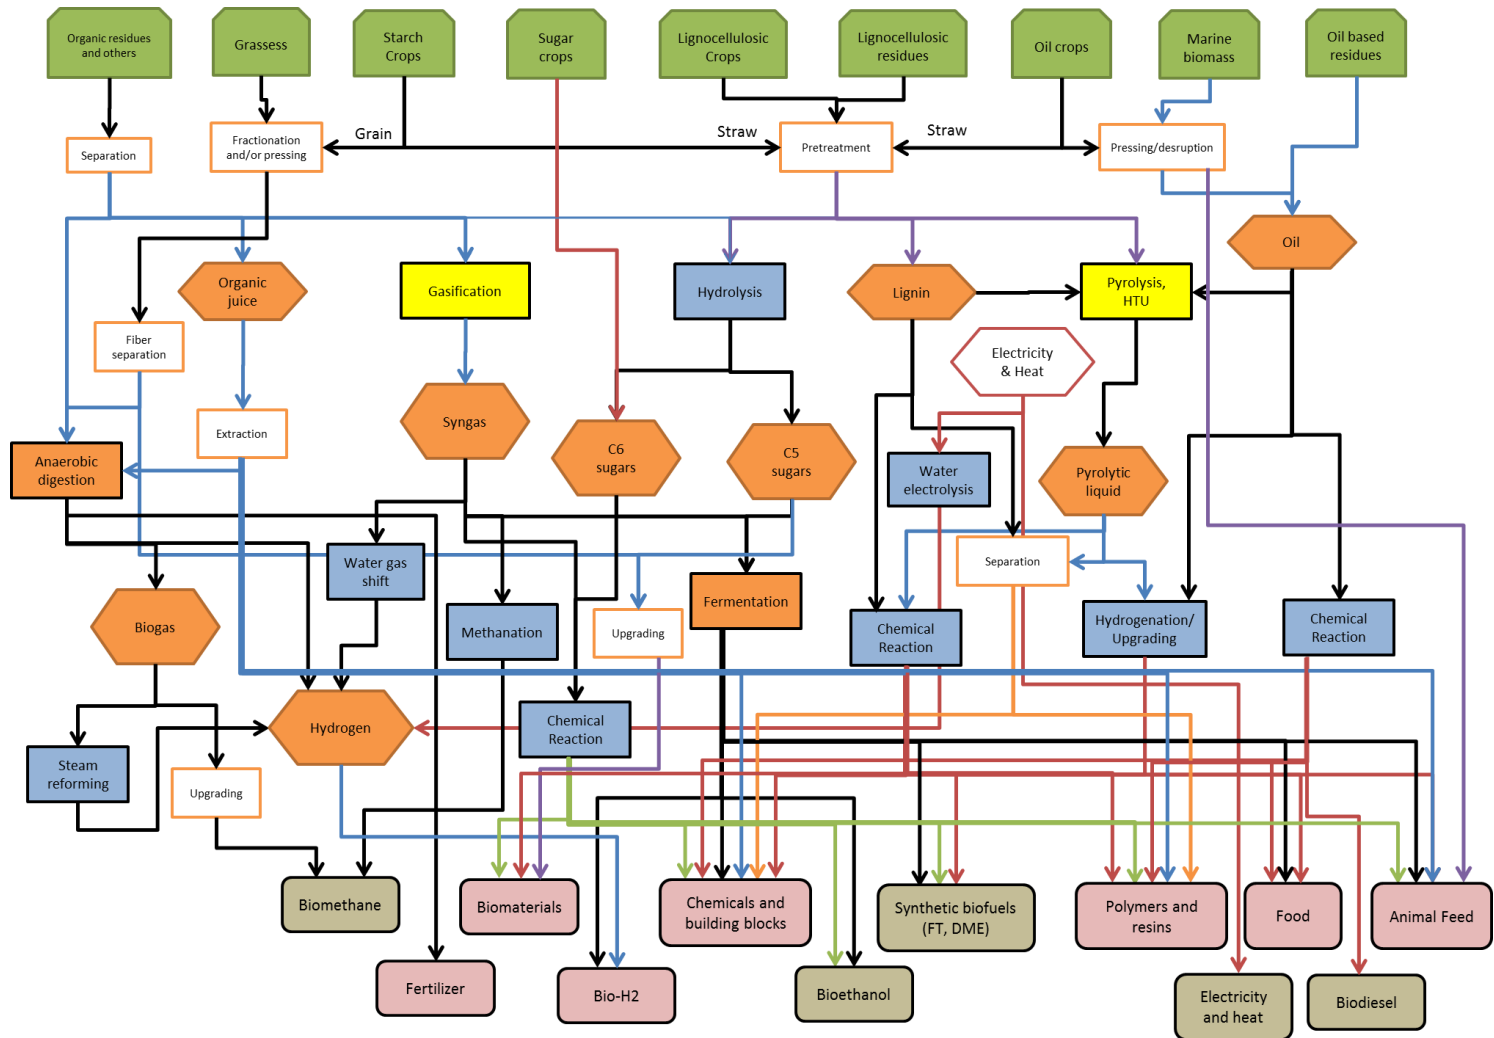 Organic residues
and others
Grassess
Starch
Crops
Sugar
crops
Lignocellulosic
Crops
Lignocellulosic
residues
Oil crops
Marine
biomass
Oil based
residues
Separation
Fractionation
and/or pressing
Grain
Straw
Pretreatment
Straw
Pressing/desruption
Oil
Organic
juice
Gasification
Hydrolysis
Lignin
Pyrolysis,
HTU
Fiber
separation
Electricity
& Heat
Extraction
Syngas
C6
sugars
C5
sugars
Anaerobic
digestion
Water
electrolysis
Pyrolytic
liquid
Water gas
shift
Separation
Fermentation
Biogas
Methanation
Upgrading
Chemical
Reaction
Hydrogenation/
Upgrading
Chemical
Reaction
Hydrogen
Chemical
Reaction
Steam
reforming
Upgrading
Biomethane
Biomaterials
Chemicals and
building blocks
Synthetic biofuels
(FT, DME)
Polymers and
resins
Food
Animal Feed
Fertilizer
Bio-H2
Bioethanol
Electricity
and heat
Biodiesel